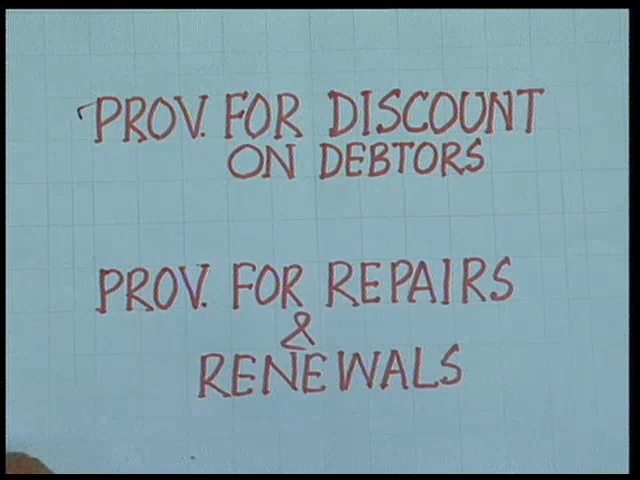 PROV. FOR DISCOUNT
ON DEBTORS
PROV. FOR REPAIRS
&
RENEWALS